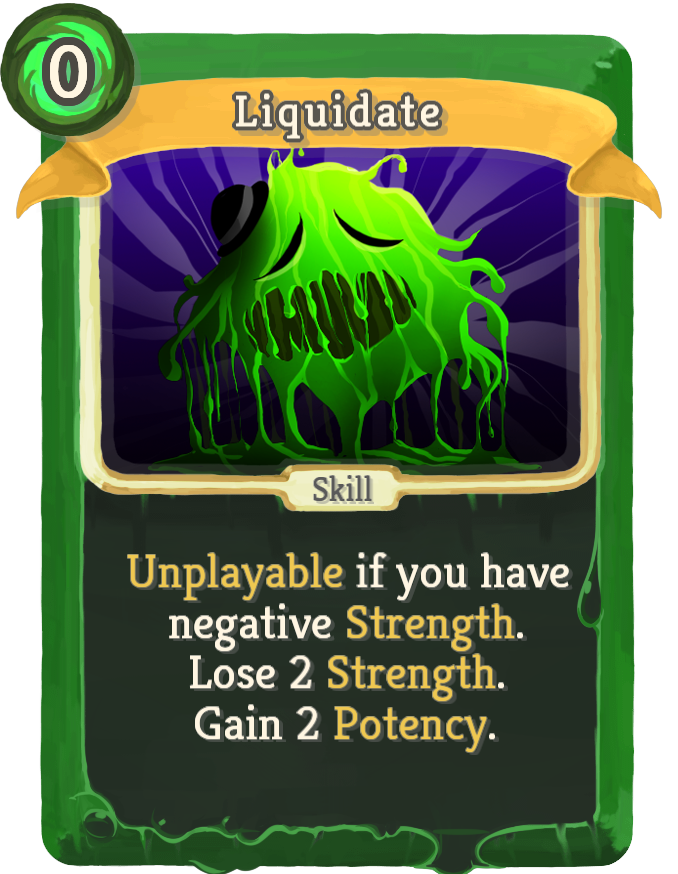 0
Liquidate
Skill
Unplayable if you have
negative Strength.
Lose 2 Strength.
Gain 2 Potency.